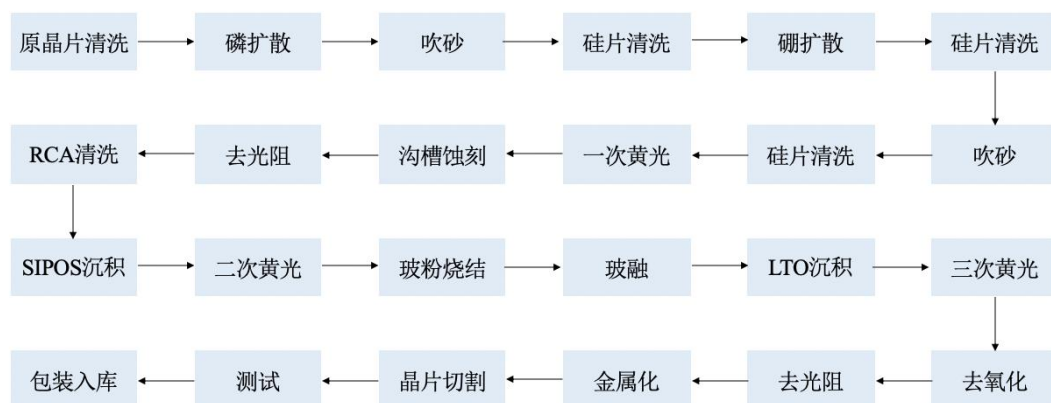 原晶片清洗
磷扩散
吹砂
硅片清洗
硼扩散
硅片清洗
吹砂
硅片清洗
一次黄光
沟槽蚀刻
去光阻
RCA清洗
SIPOS沉积
二次黄光
玻粉烧结
玻融
LTO沉积
三次黄光
去氧化
去光阻
金属化
晶片切割
测试
包装入库